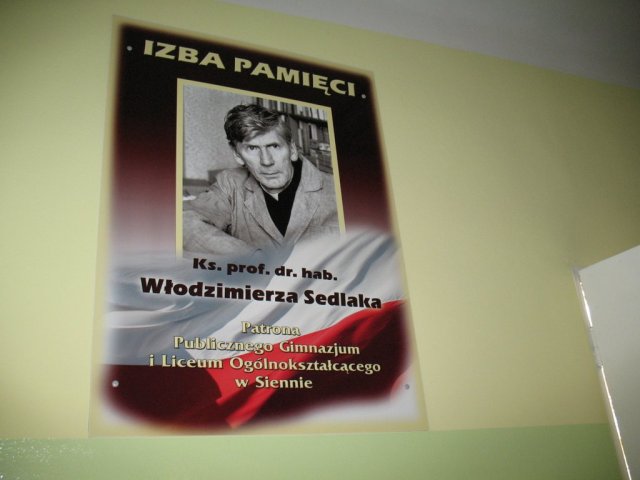 IZBA PAMIĘCI
Ks. prof. dr. hab.
Włodzimierza Sedlaka
Patrona
Publicznego Gimnazjum
i Liceum Ogólnokształcącego
w Siennie